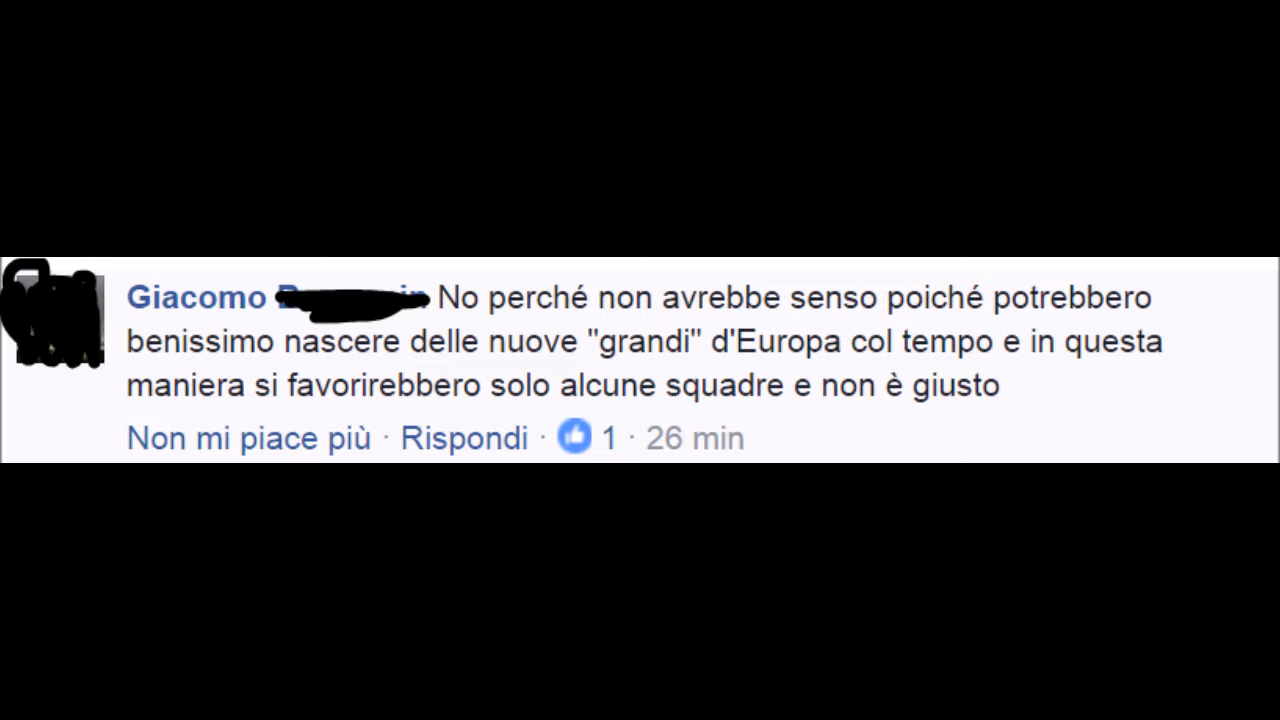 Giacomo No perché non avrebbe senso poiché potrebbero
benissimo nascere delle nuove "grandi" d'Europa col tempo e in questa
maniera si favorirebbero solo alcune squadre e non è giusto
Non mi piace più · Rispondi · 1 · 26 min